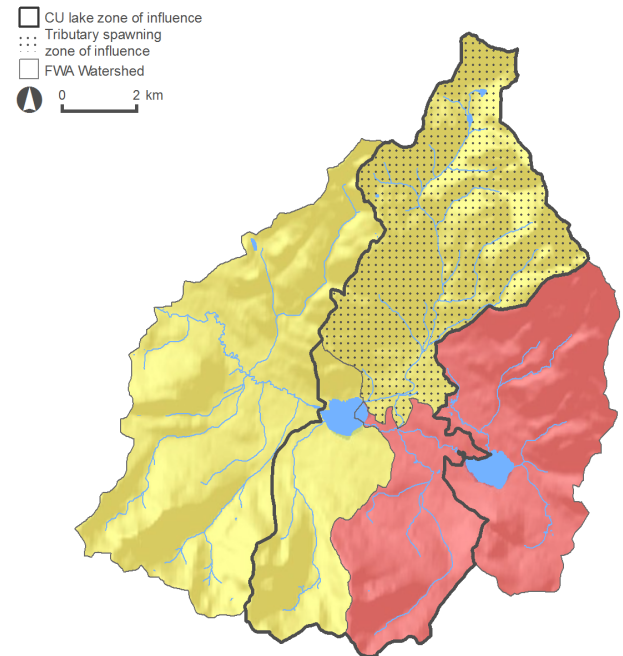 CU lake zone of influence
Tributary spawning
zone of influence
FWA Watershed
0 2 km